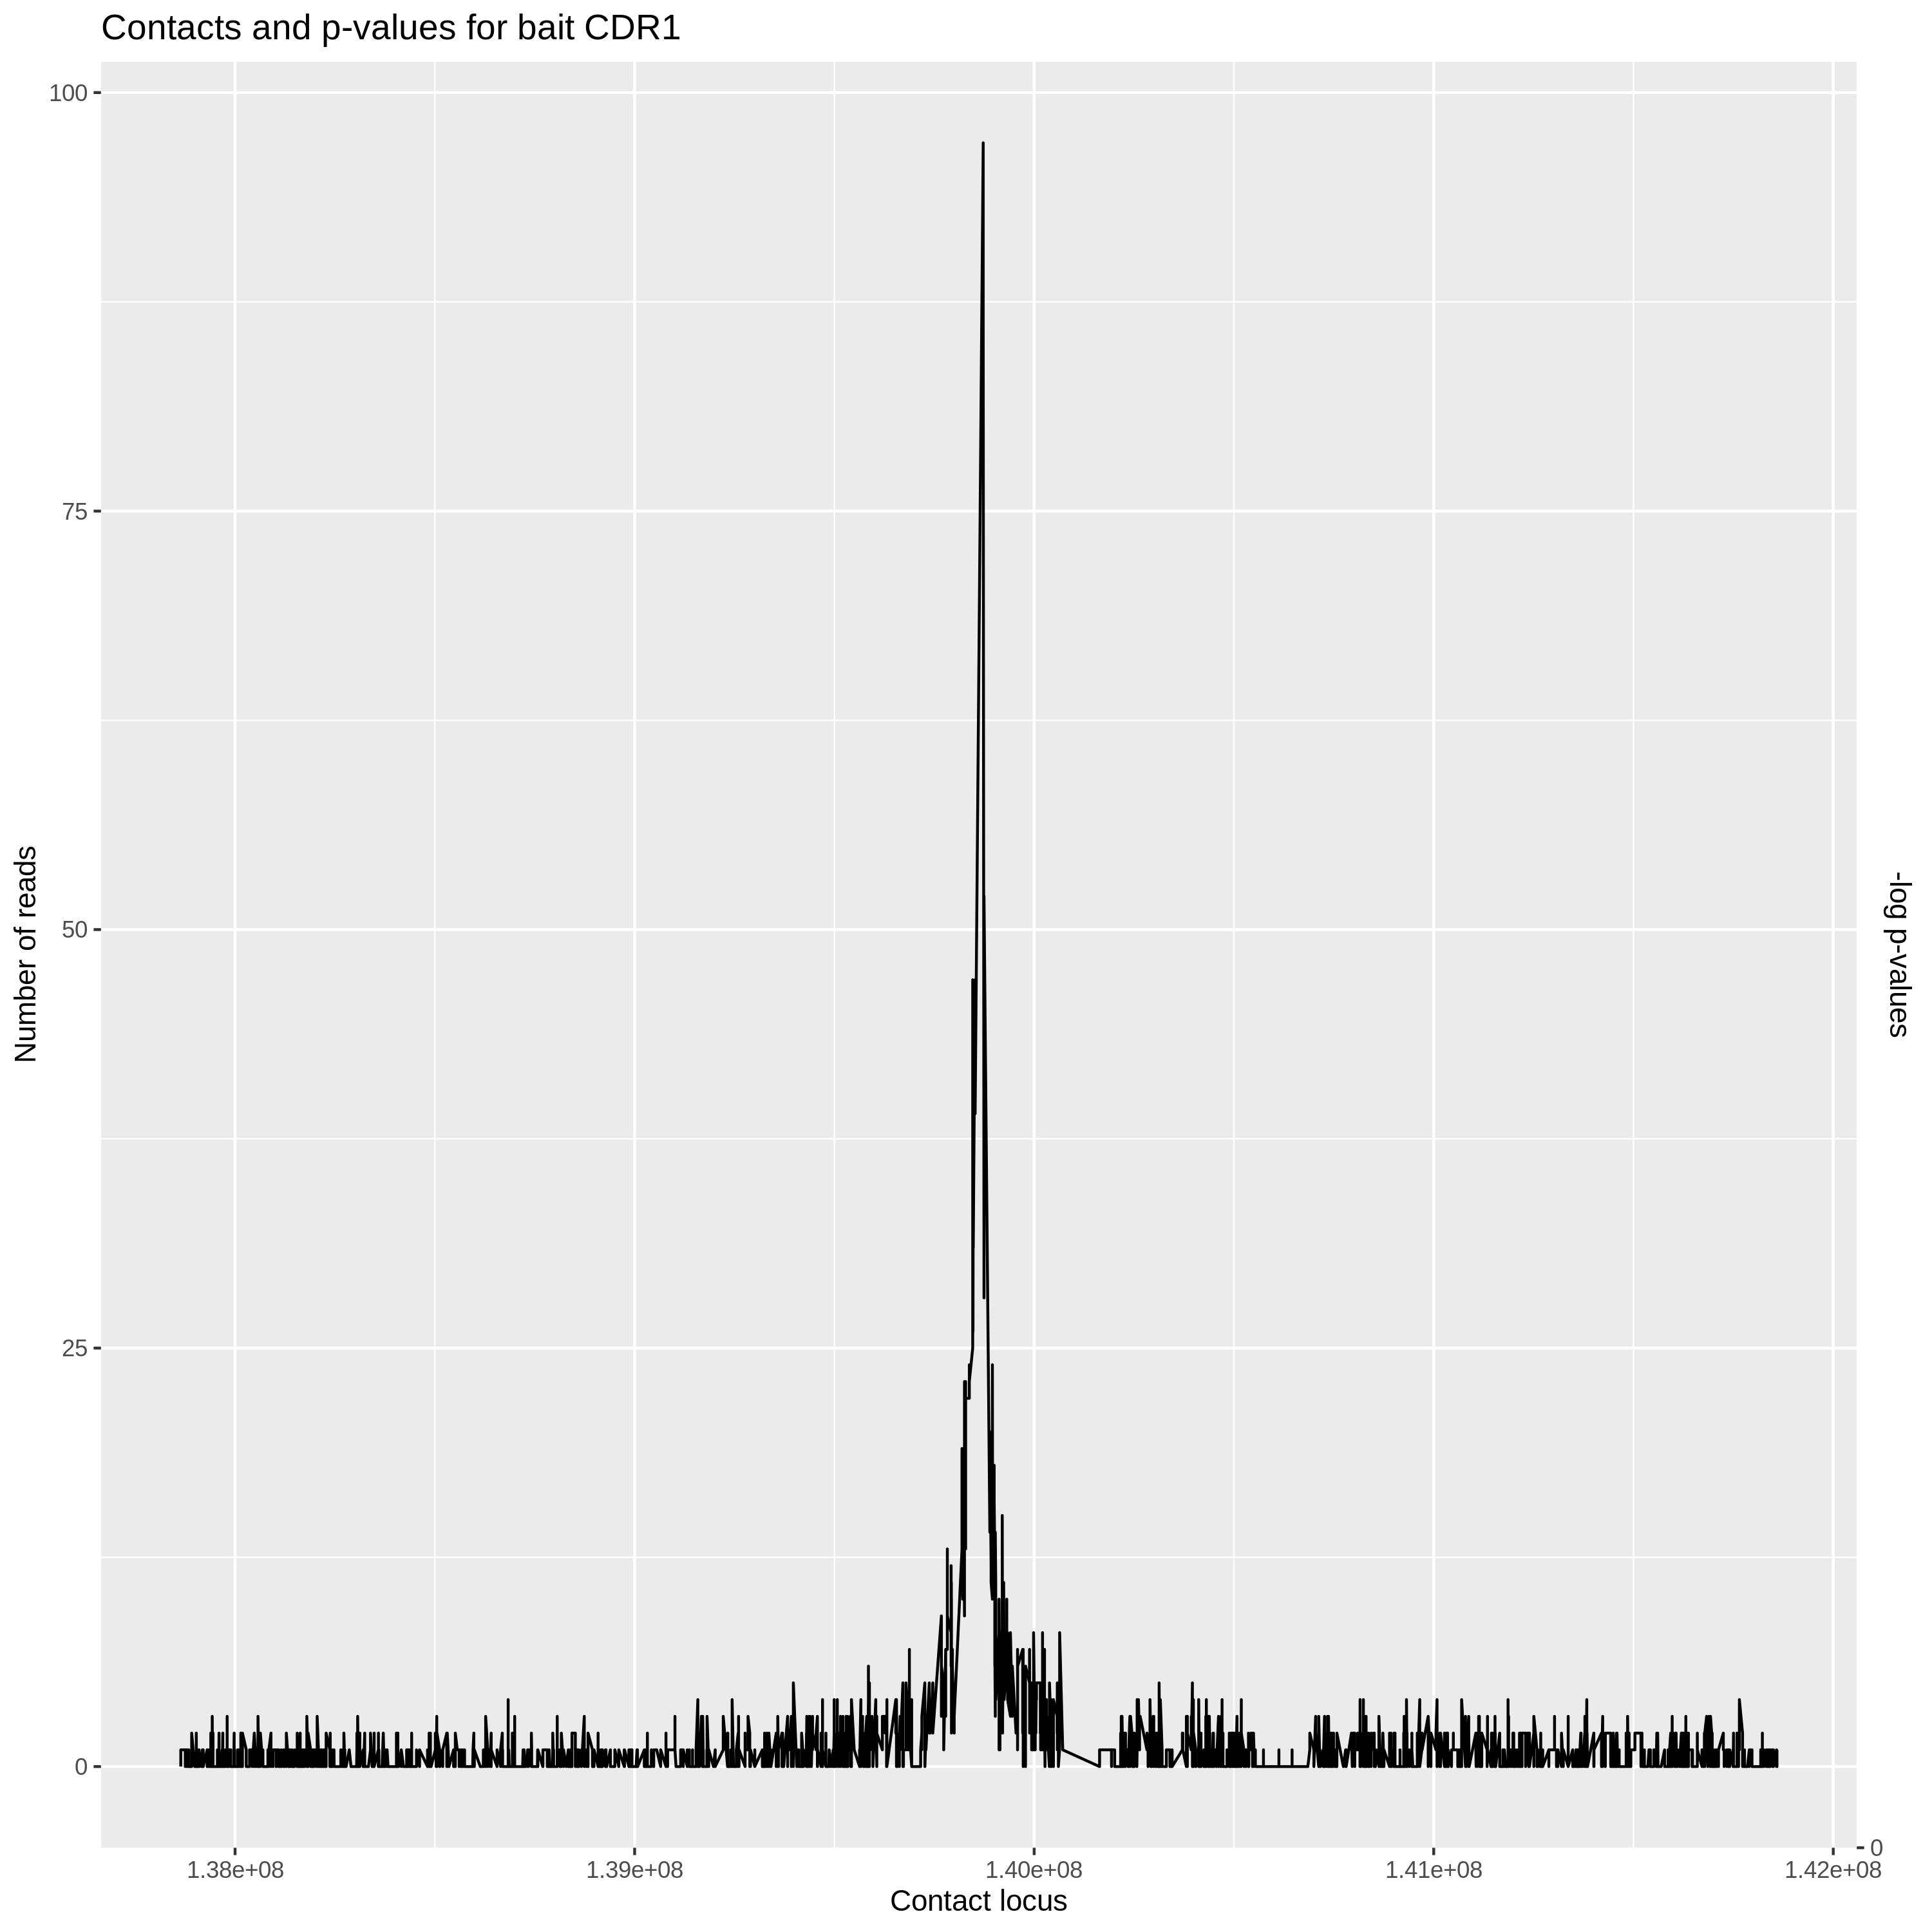 Contacts and p-values for bait CDR1
100
75
50
25
0
Number of reads
-log p-values
0
1.38e+08
1.39e+08
1.40e+08
1.41e+08
1.42e+08
Contact locus